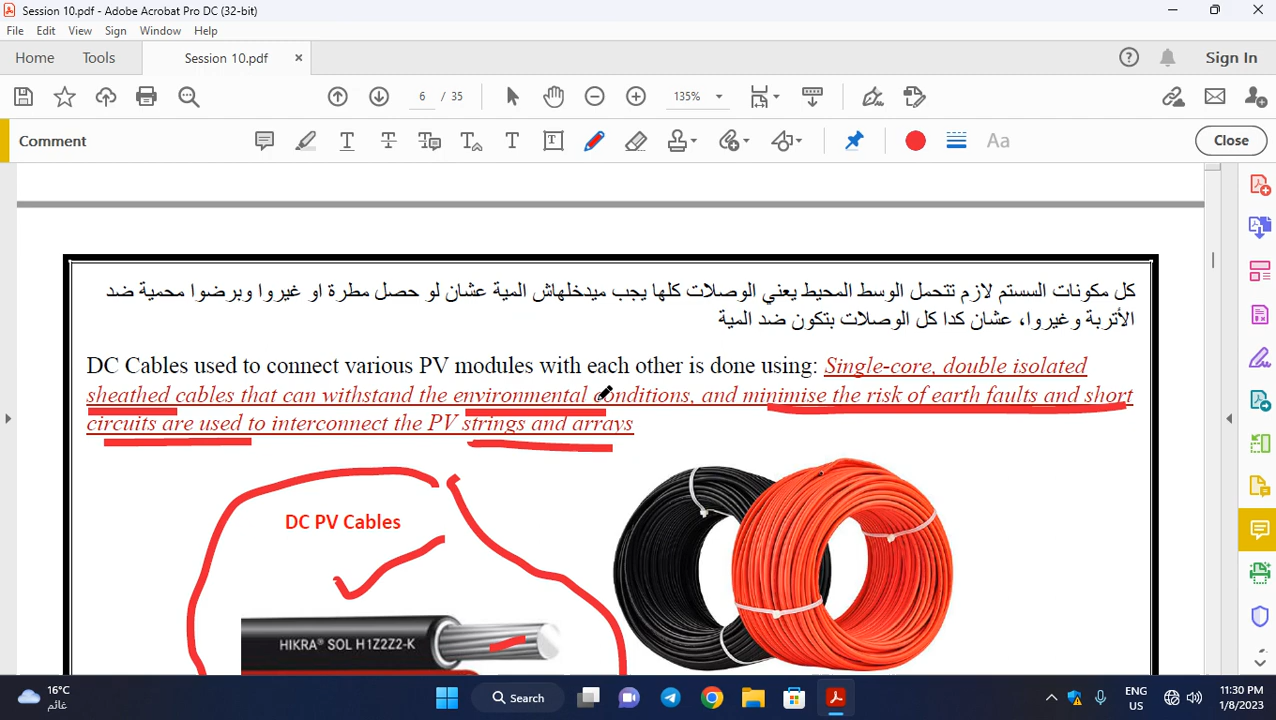 Session 10.pdf - Adobe Acrobat Pro DC (32-bit)
File Edit View Sign Window Help
Home Tools Session 10.pdf × Sign In
6 / 35 135%
Comment Close
كل مكونات السستم لازم تتحمل الوسط المحيط يعني الوصلات كلها يجب ميدخلهاش المية عشان لو حصل مطرة او غيروا وبرضوا محمية ضد
الأتربة وغيروا، عشان كدا كل الوصلات بتكون ضد المية
DC Cables used to connect various PV modules with each other is done using: Single-core, double isolated
sheathed cables that can withstand the environmental conditions, and minimise the risk of earth faults and short
circuits are used to interconnect the PV strings and arrays
DC PV Cables
HIKRA® SOL H1Z2Z2-K
16°C
غائم
Search
ENG
US
11:30 PM
1/8/2023